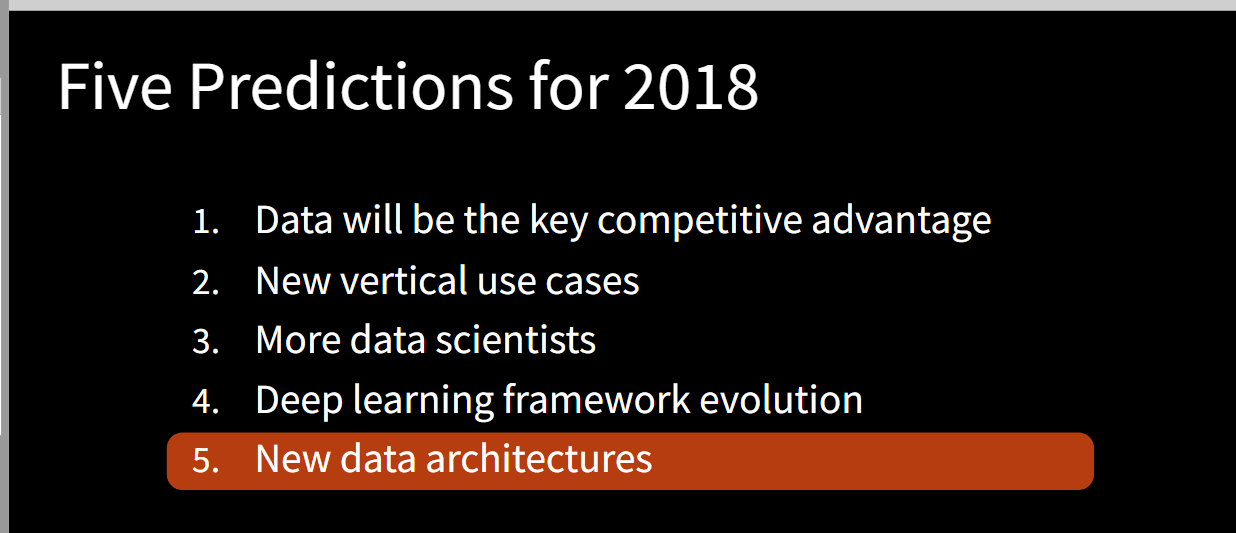 Five Predictions for 2018
1. Data will be the key competitive advantage
2. New vertical use cases
3. More data scientists
4. Deep learning framework evolution
5. New data architectures